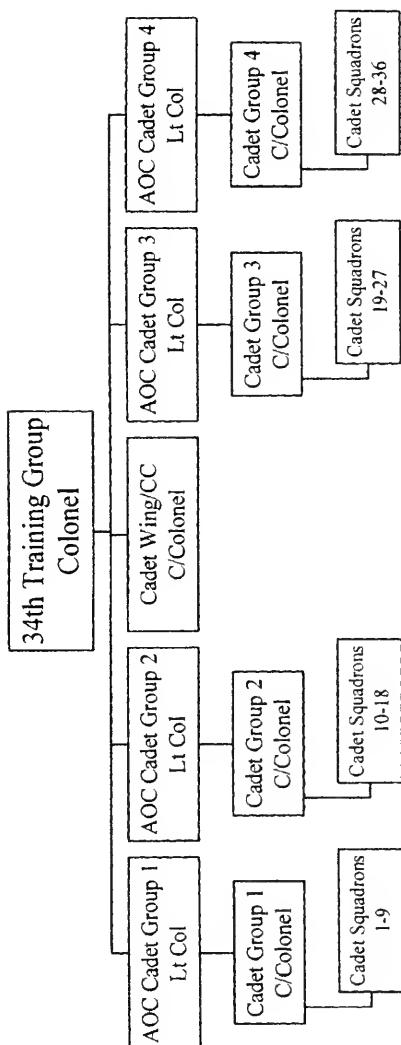 34th Training Group
Colonel
AOC Cadet Group 1
Lt Col
AOC Cadet Group 2
Lt Col
Cadet Wing/CC
C/Colonel
AOC Cadet Group 3
Lt Col
AOC Cadet Group 4
Lt Col
Cadet Group 1
C/Colonel
Cadet Group 2
C/Colonel
Cadet Group 3
C/Colonel
Cadet Group 4
C/Colonel
Cadet Squadrons
1-9
Cadet Squadrons
10-18
Cadet Squadrons
19-27
Cadet Squadrons
28-36